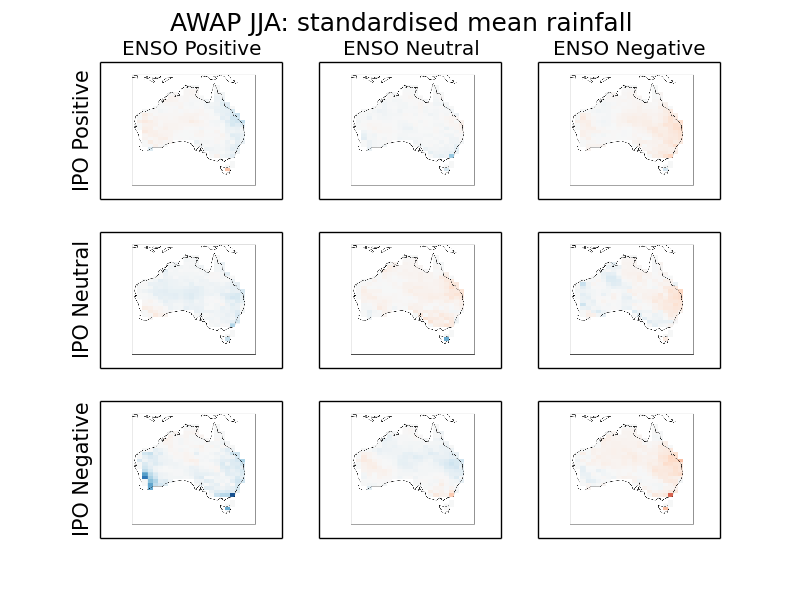 AWAP JJA: standardised mean rainfall
ENSO Positive
ENSO Neutral
ENSO Negative
IPO Positive
IPO Neutral
IPO Negative